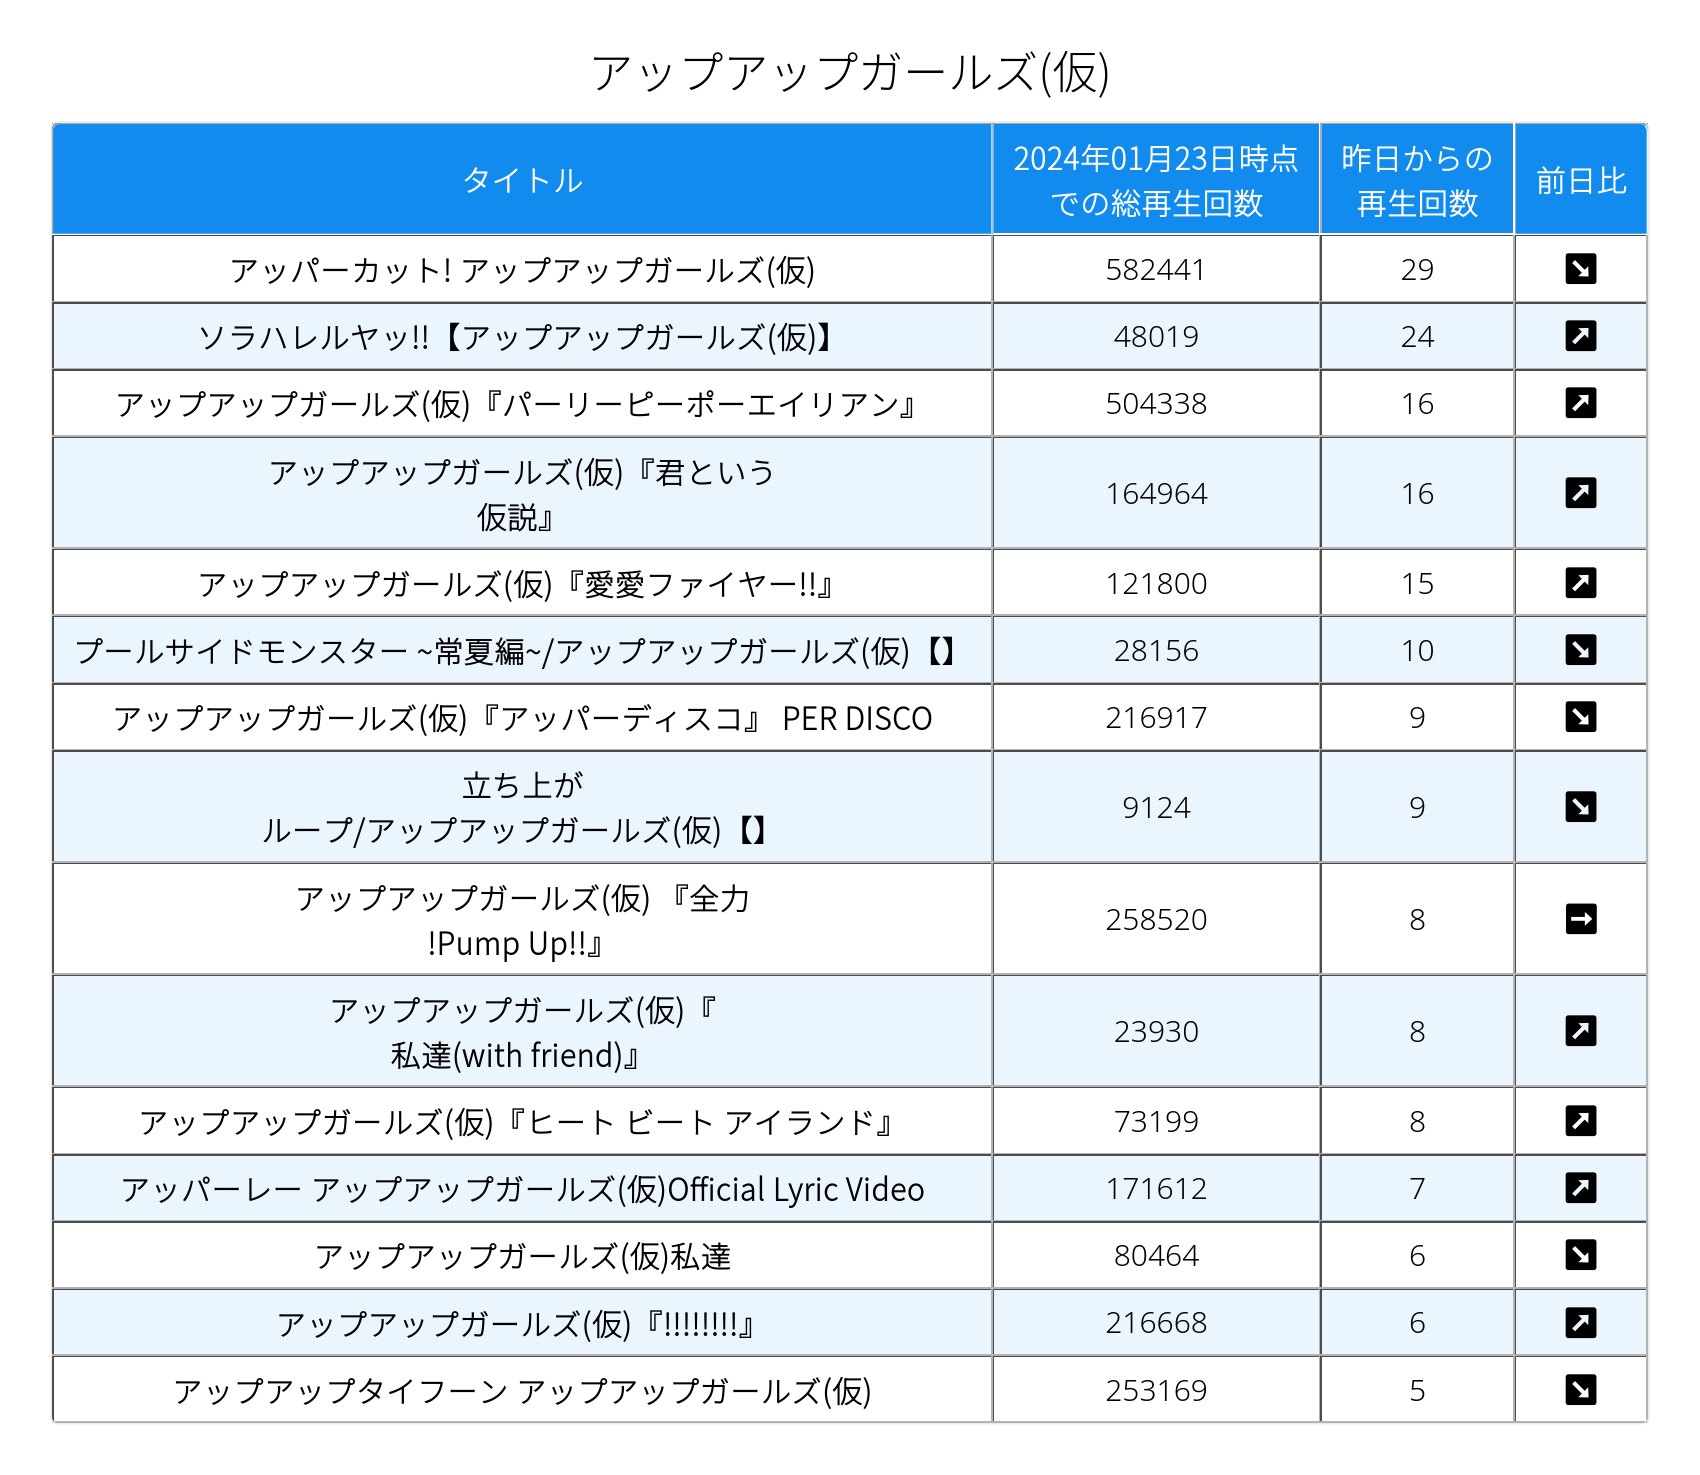 アップアップガールズ(仮)
タイトル
2024年01月23日時点
での総再生回数
昨日からの
再生回数
前日比
アッパーカット! アップアップガールズ(仮)
582441
29
ソラハレルヤッ!!【アップアップガールズ(仮)】
48019
24
アップアップガールズ(仮)『パーリーピーポーエイリアン』
504338
16
アップアップガールズ(仮)『君という
仮説』
164964
16
アップアップガールズ(仮)『愛愛ファイヤー!!』
121800
15
プールサイドモンスター ~常夏編~/アップアップガールズ(仮)【】
28156
10
アップアップガールズ(仮)『アッパーディスコ』 PER DISCO
216917
9
立ち上が
ループ/アップアップガールズ(仮)【】
9124
9
アップアップガールズ(仮) 『全力
!Pump Up!!』
258520
8
アップアップガールズ(仮)『
私達(with friend)』
23930
8
アップアップガールズ(仮)『ヒート ビート アイランド』
73199
8
アッパーレー アップアップガールズ(仮)Official Lyric Video
171612
7
アップアップガールズ(仮)私達
80464
6
アップアップガールズ(仮)『!!!!!!!!』
216668
6
アップアップタイフーン アップアップガールズ(仮)
253169
5